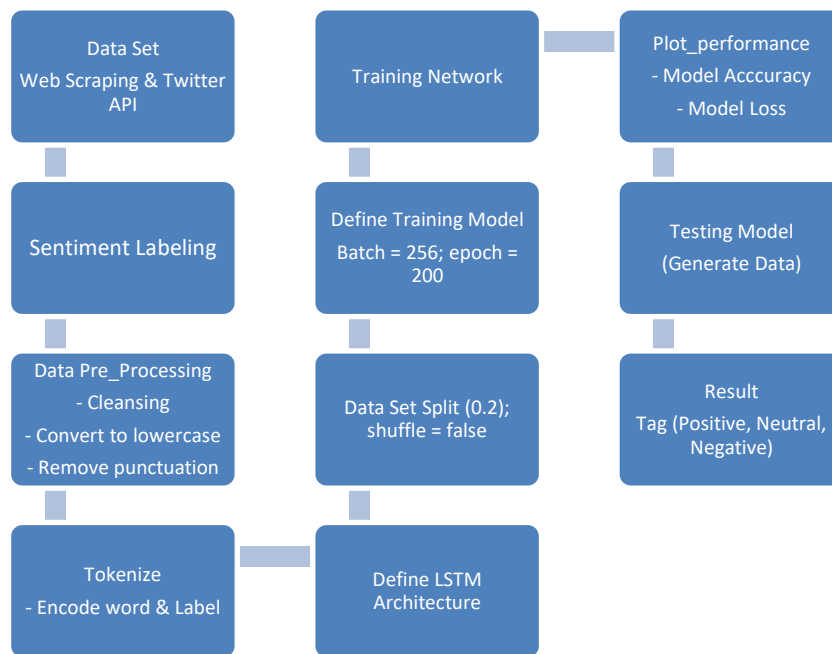 Data Set
Web Scraping & Twitter
API
Sentiment Labeling
Data Pre_Processing
- Cleansing
- Convert to lowercase
- Remove punctuation
Tokenize
- Encode word & Label
Define LSTM
Architecture
Data Set Split (0.2);
shuffle = false
Define Training Model
Batch = 256; epoch =
200
Training Network
Plot_performance
- Model Acccuracy
- Model Loss
Testing Model
(Generate Data)
Result
Tag (Positive, Neutral,
Negative)